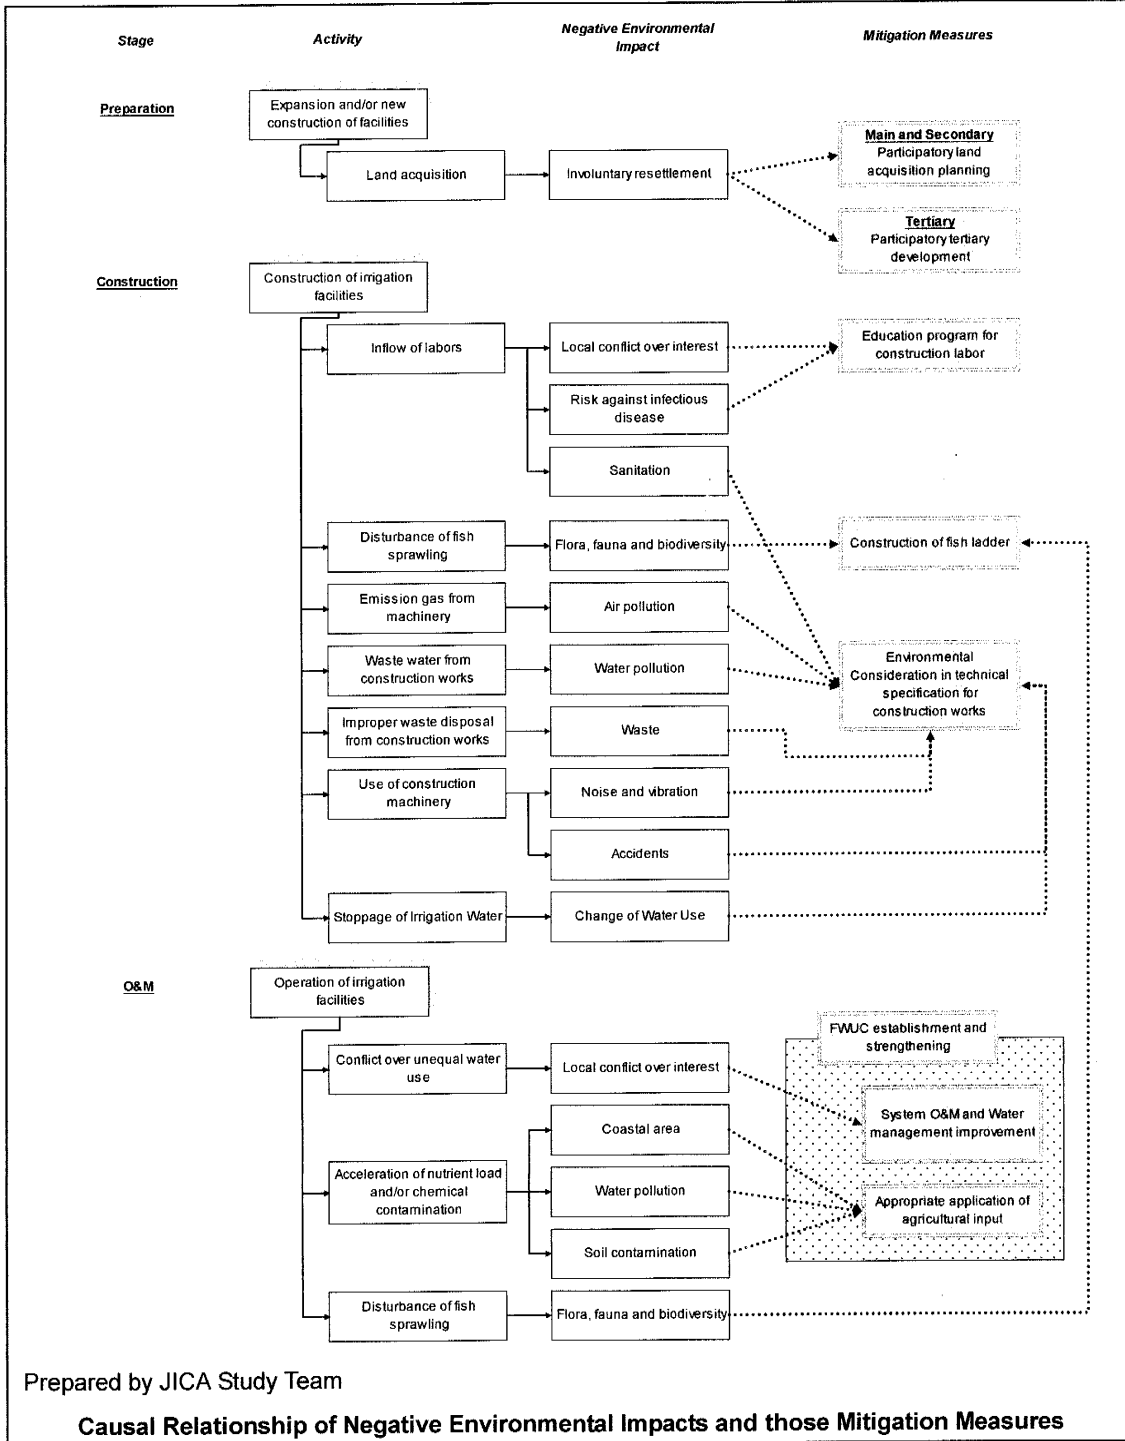 Stage
Activity
Negative Environmental
Impact
Mitigation Measures
Preparation
Expansion and/or new
construction of facilities
Land acquisition
Involuntary resettlement
Main and Secondary
Participatory land
acquisition planning
Tertiary
Participatory tertiary
development
Construction
Construction of irrigation
facilities
Inflow of labors
Local conflict over interest
Education program for
construction labor
Risk against infectious
disease
Sanitation
Disturbance of fish
sprawling
Flora, fauna and biodiversity
Construction of fish ladder
Emission gas from
machinery
Air pollution
Waste water from
construction works
Water pollution
Environmental
Consideration in technical
specification for
construction works
Improper waste disposal
from construction works
Waste
Use of construction
machinery
Noise and vibration
Accidents
Stoppage of Irrigation Water
Change of Water Use
O&M
Operation of irrigation
facilities
FWUC establishment and
strengthening
Conflict over unequal water
use
Local conflict over interest
System O&M and Water
management improvement
Coastal area
Acceleration of nutrient load
and/or chemical
contamination
Water pollution
Appropriate application of
agricultural input
Soil contamination
Disturbance of fish
sprawling
Flora, fauna and biodiversity
Prepared by JICA Study Team
Causal Relationship of Negative Environmental Impacts and those Mitigation Measures